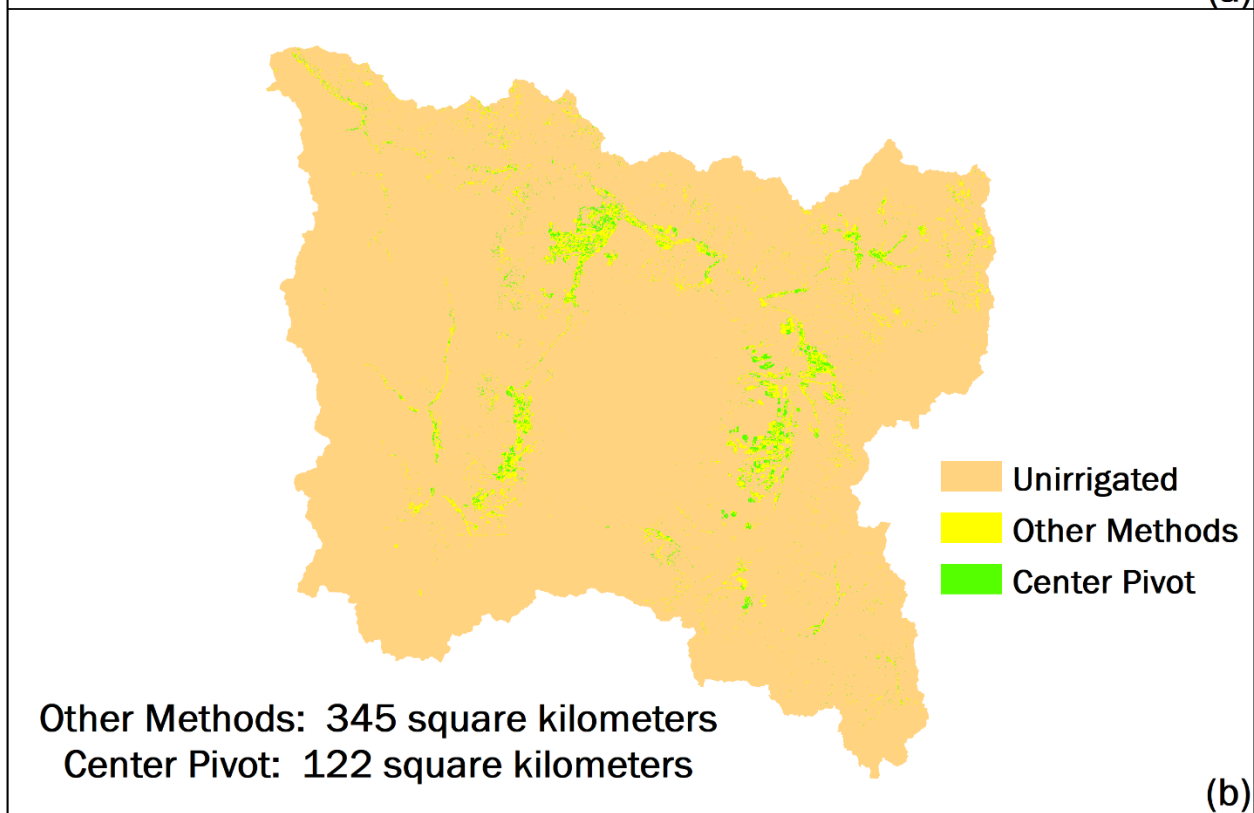 Unirrigated
Other Methods
Center Pivot
Other Methods: 345 square kilometers
Center Pivot: 122 square kilometers
(b)